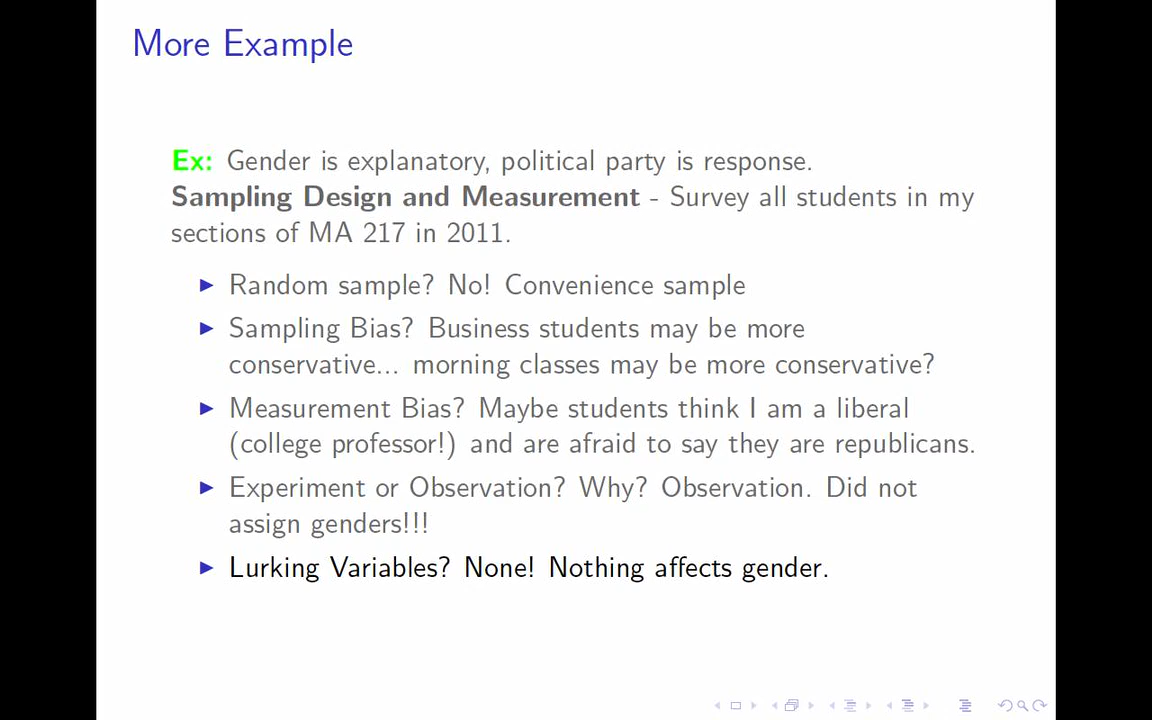 More Example
Ex: Gender is explanatory, political party is response.
Sampling Design and Measurement - Survey all students in my
sections of MA 217 in 2011.
Random sample? No! Convenience sample
Sampling Bias? Business students may be more
conservative... morning classes may be more conservative?
Measurement Bias? Maybe students think I am a liberal
(college professor!) and are afraid to say they are republicans.
Experiment or Observation? Why? Observation. Did not
assign genders!!!
Lurking Variables? None! Nothing affects gender.